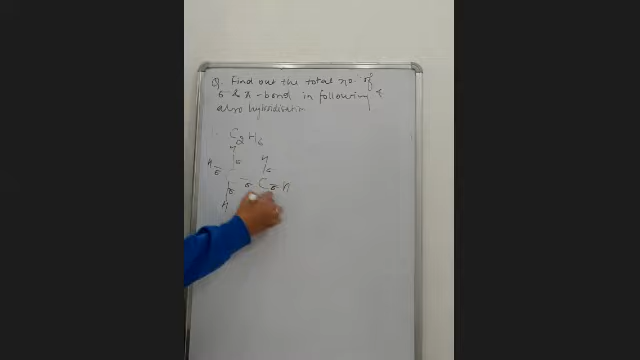 Q. Find out the total no. of
σ & π - bond in following &
also hybridisation
C2H6
H H
H σ σ σ
σ σ C σ H
H